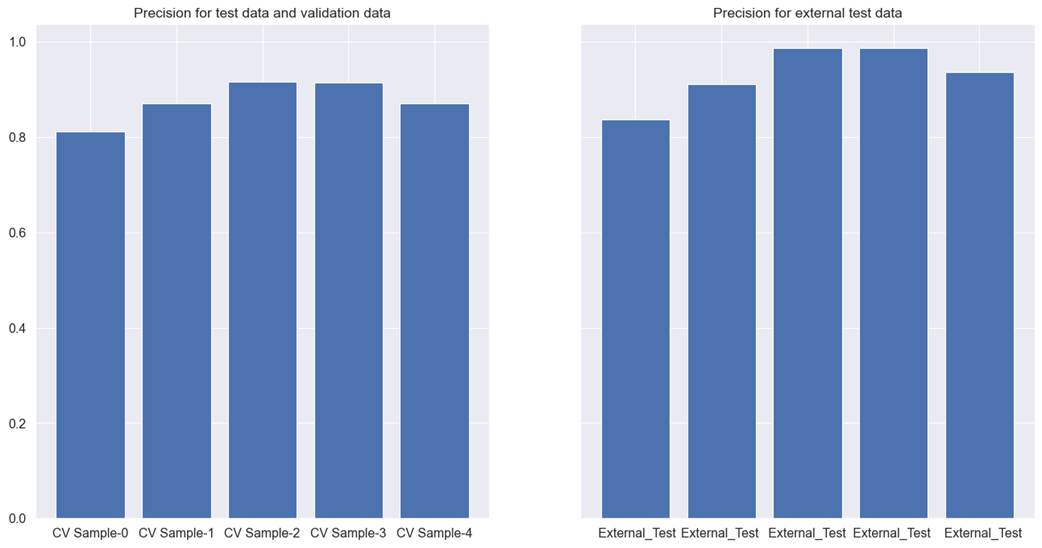 Precision for test data and validation data
Precision for external test data
1.0
0.8
0.6
0.4
0.2
0.0
CV Sample-0 CV Sample-1 CV Sample-2 CV Sample-3 CV Sample-4
External_Test External_Test External_Test External_Test External_Test